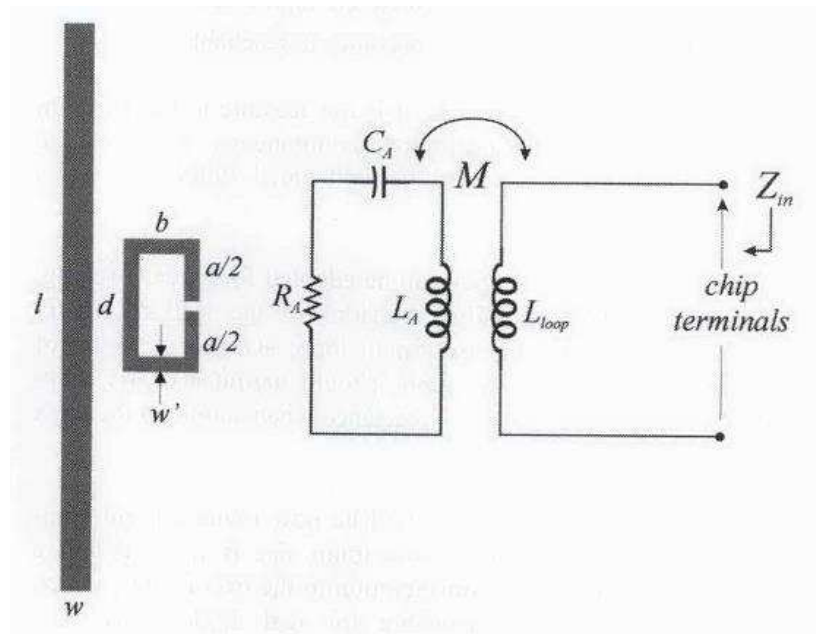 l
w
b
d
a/2
a/2
w'
C_A
M
R_A
L_A
L_loop
Z_in
chip
terminals